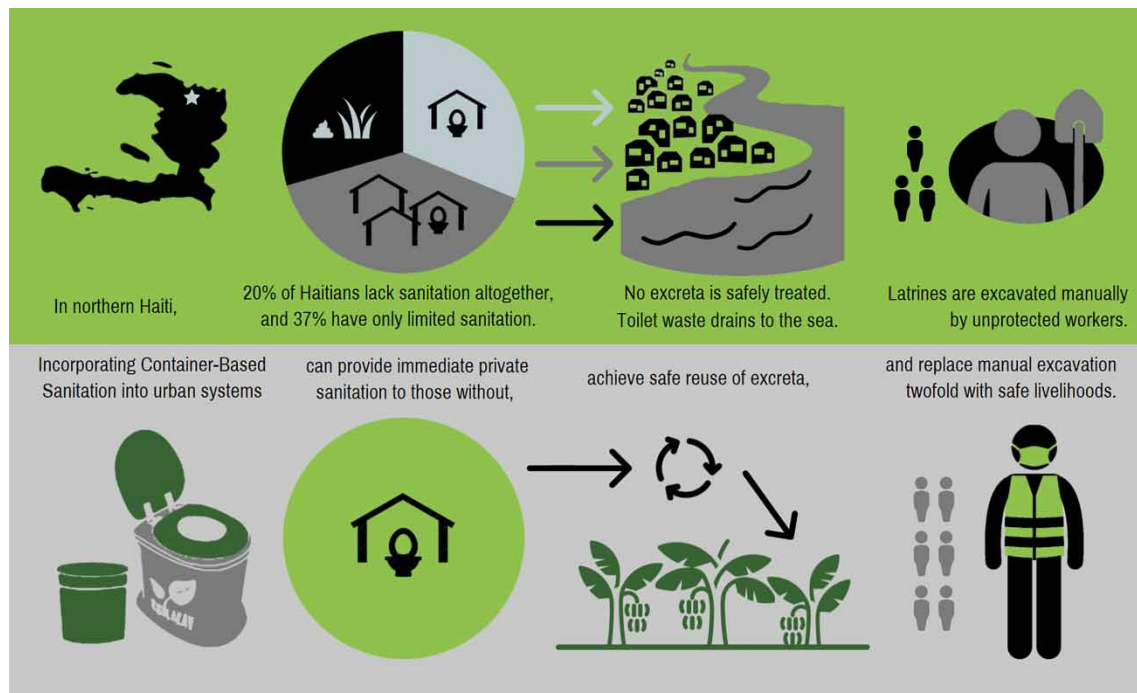 In northern Haiti,
20% of Haitians lack sanitation altogether,
and 37% have only limited sanitation.
No excreta is safely treated.
Toilet waste drains to the sea.
Latrines are excavated manually
by unprotected workers.
Incorporating Container-Based
Sanitation into urban systems
can provide immediate private
sanitation to those without,
achieve safe reuse of excreta,
and replace manual excavation
twofold with safe livelihoods.